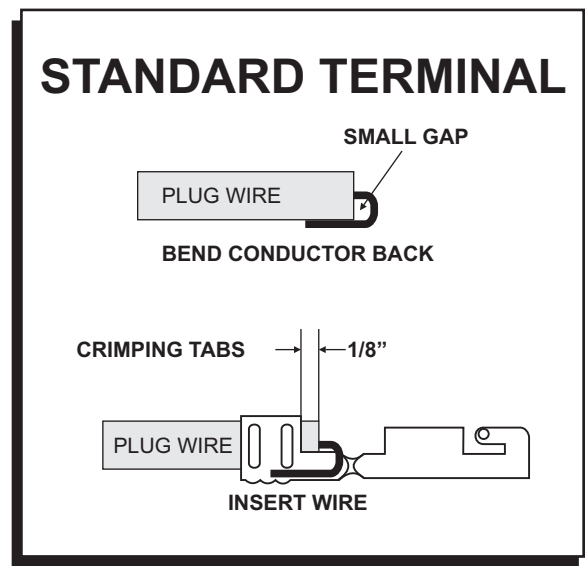 STANDARD TERMINAL
SMALL GAP
PLUG WIRE
BEND CONDUCTOR BACK
CRIMPING TABS
1/8”
PLUG WIRE
INSERT WIRE